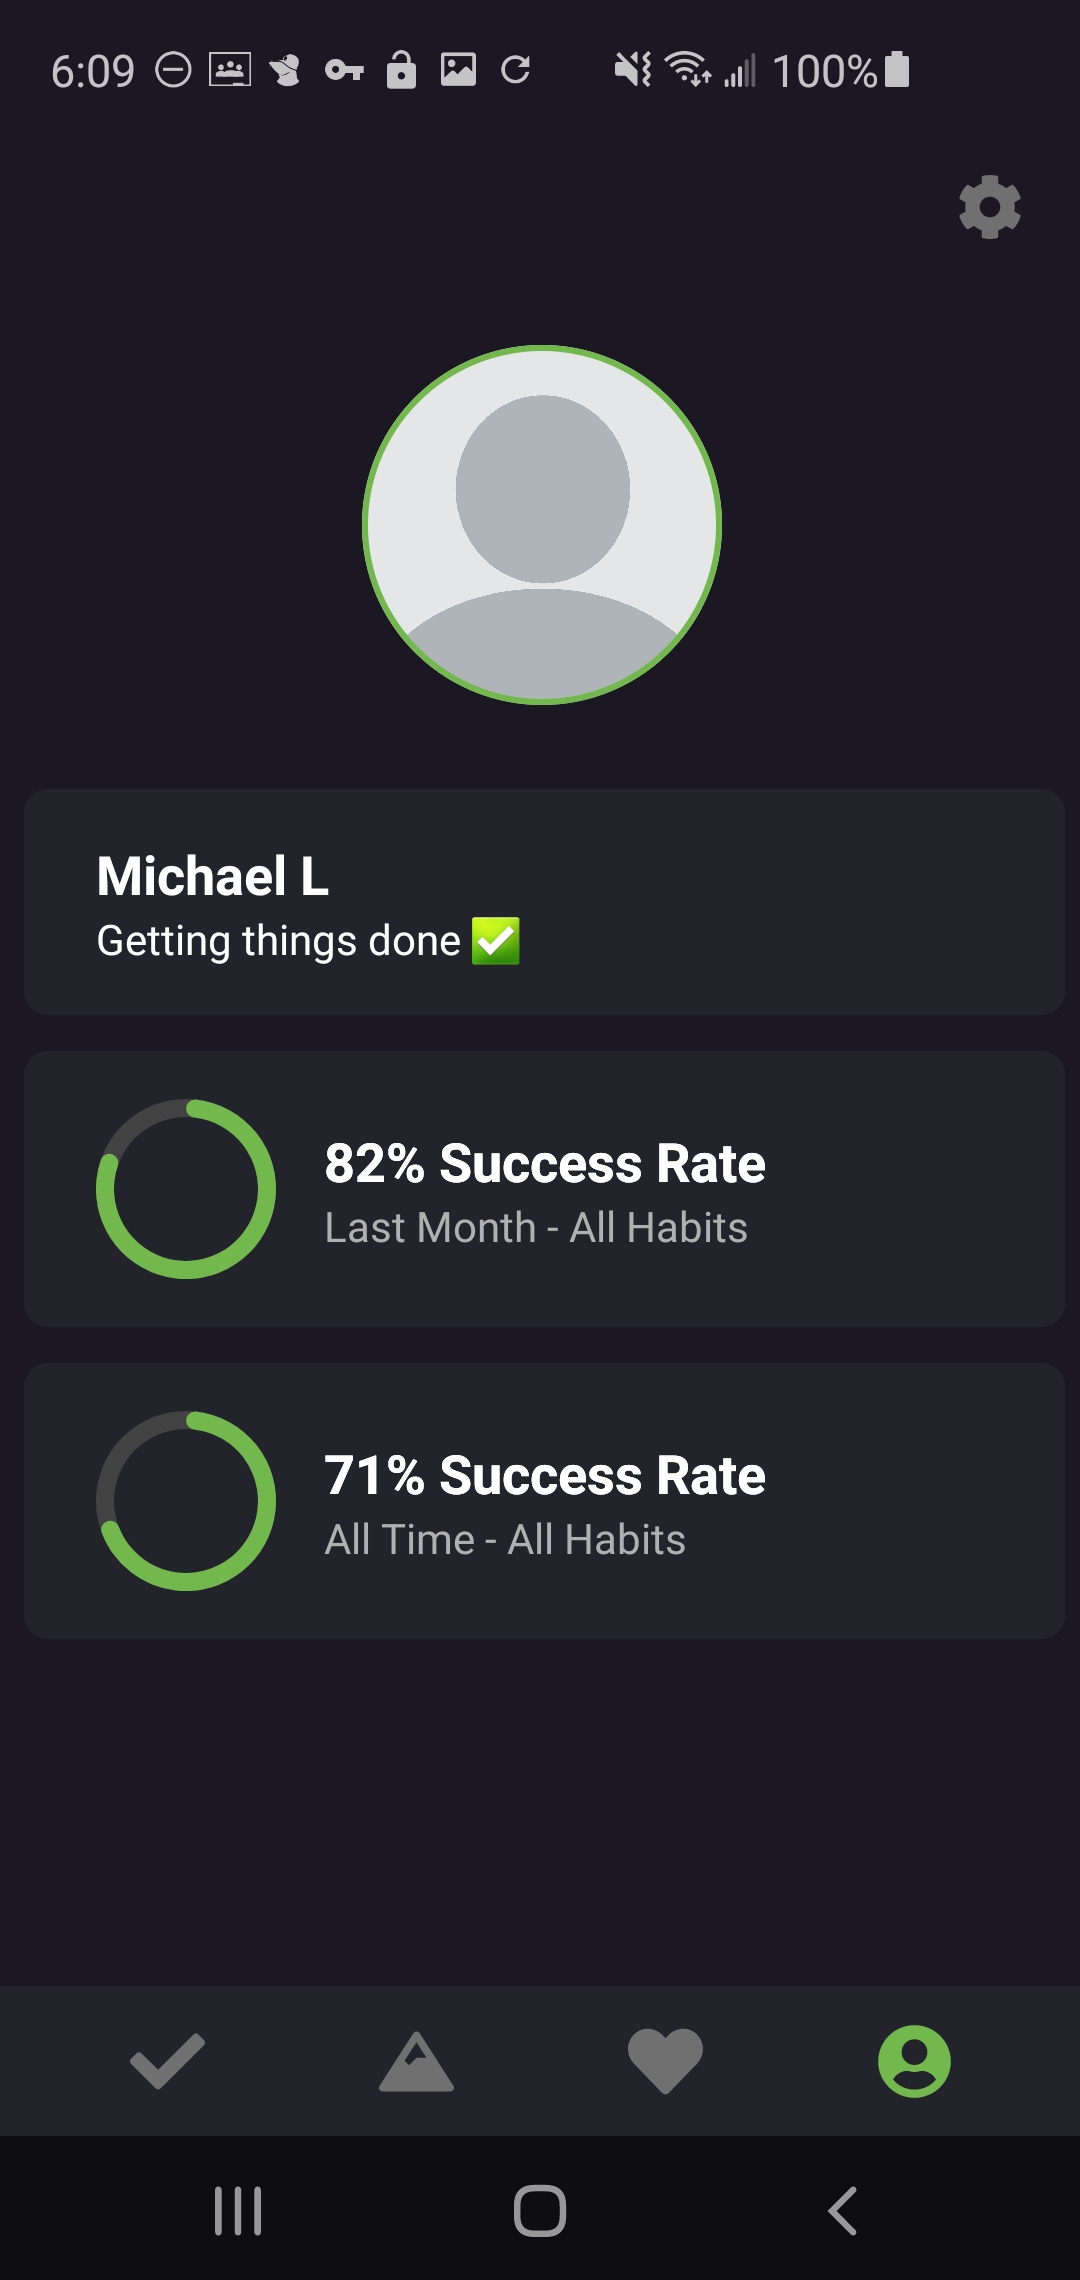 6:09 100%
Michael L
Getting things done ✅
82% Success Rate
Last Month - All Habits
71% Success Rate
All Time - All Habits